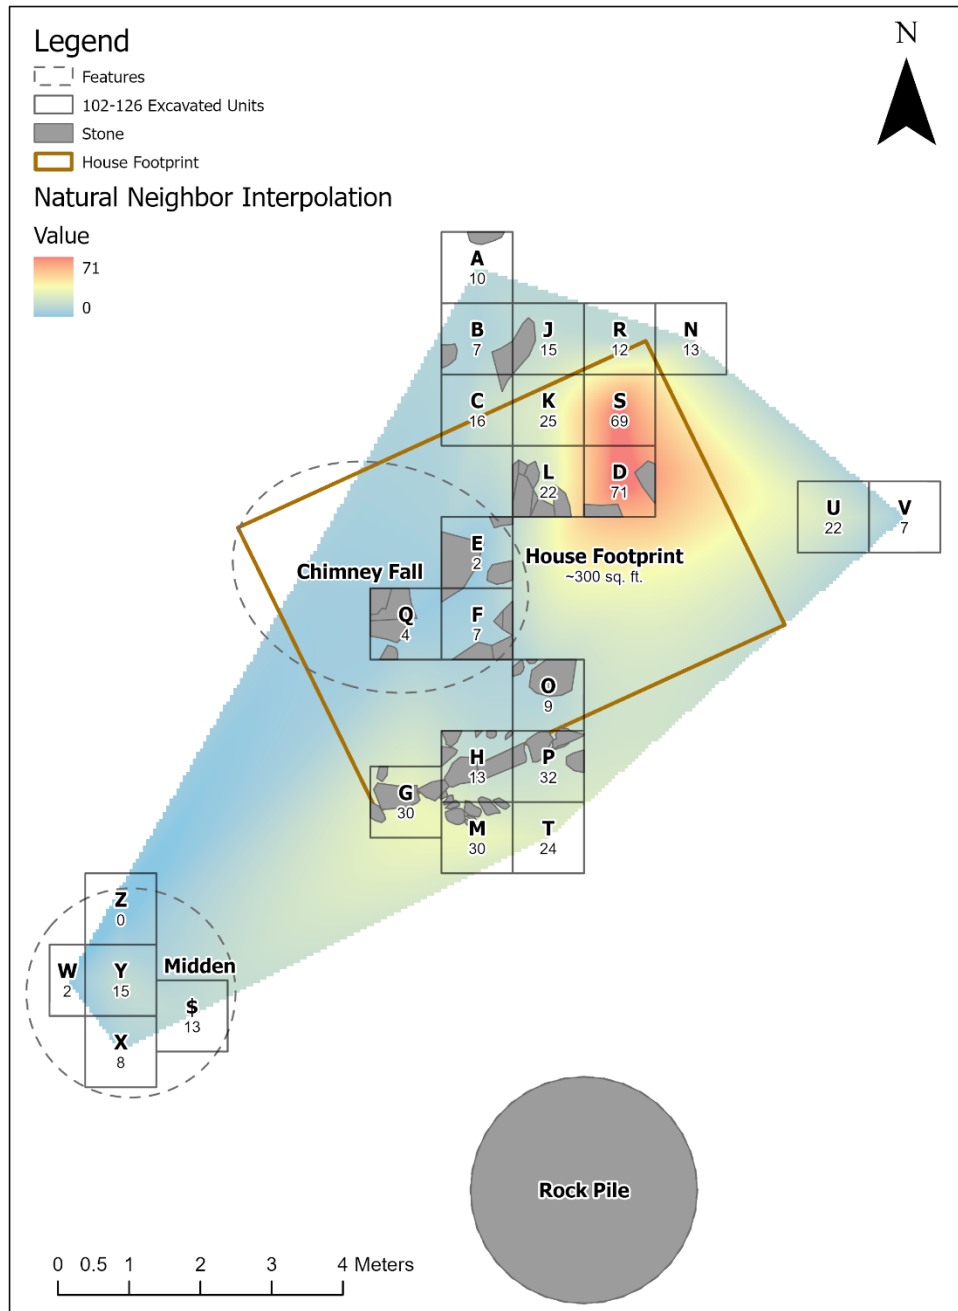 Legend
Features
102-126 Excavated Units
Stone
House Footprint
Natural Neighbor Interpolation
Value
71
0
N
A
10
B
7
J
15
R
12
N
13
C
16
K
25
S
69
L
22
D
71
U
22
V
7
E
2
House Footprint
~300 sq. ft.
Chimney Fall
Q
4
F
7
O
9
H
13
P
32
G
30
M
30
T
24
Z
0
W
2
Y
15
Midden
$
13
X
8
Rock Pile
0 0.5 1 2 3 4 Meters